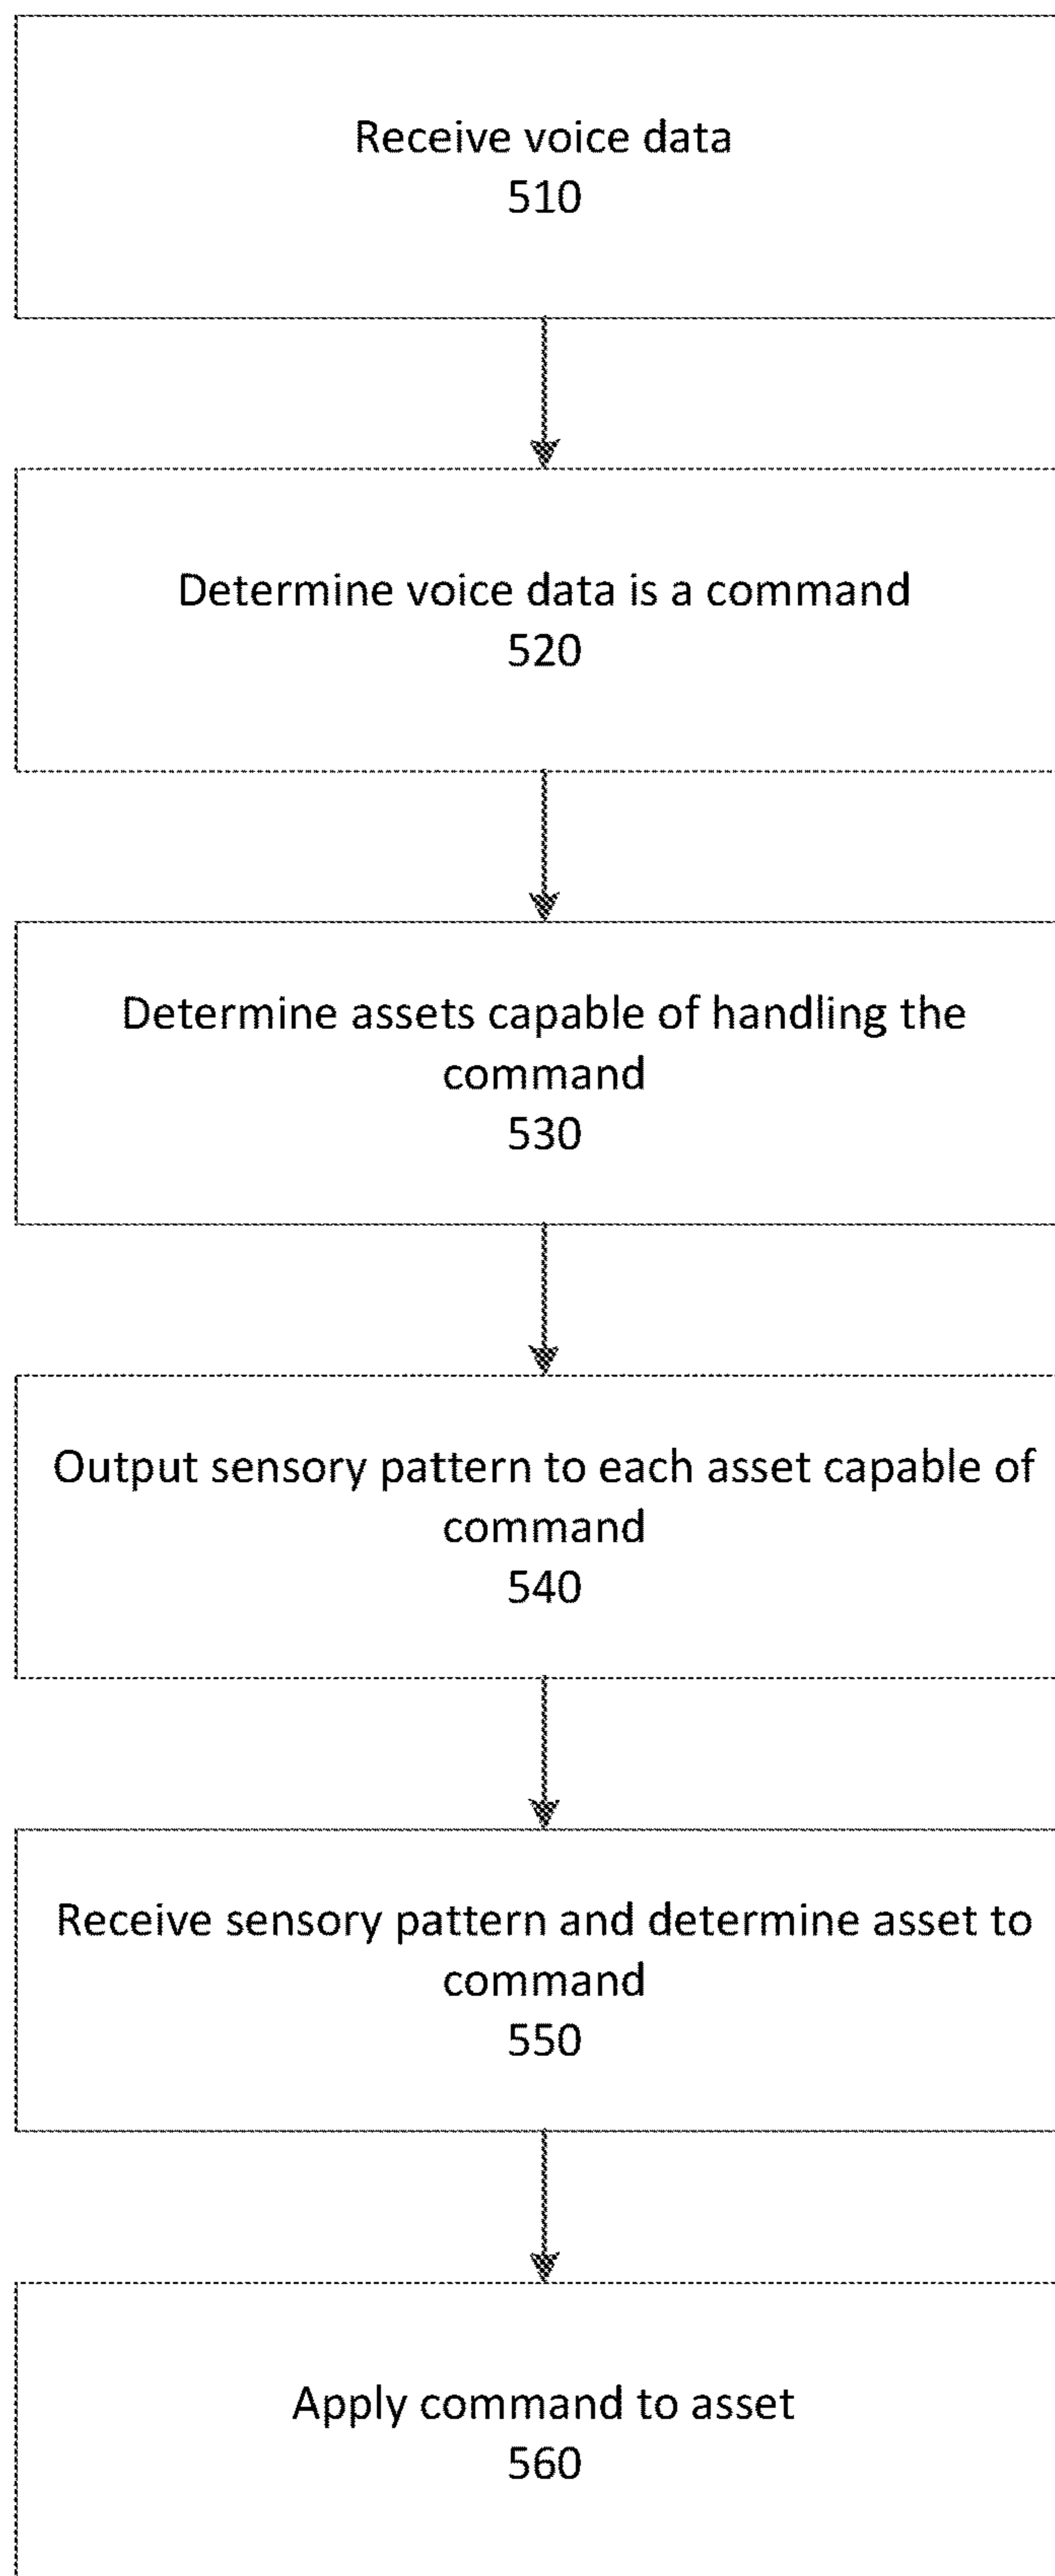 Receive voice data
510
Determine voice data is a command
520
Determine assets capable of handling the
command
530
Output sensory pattern to each asset capable of
command
540
Receive sensory pattern and determine asset to
command
550
Apply command to asset
560